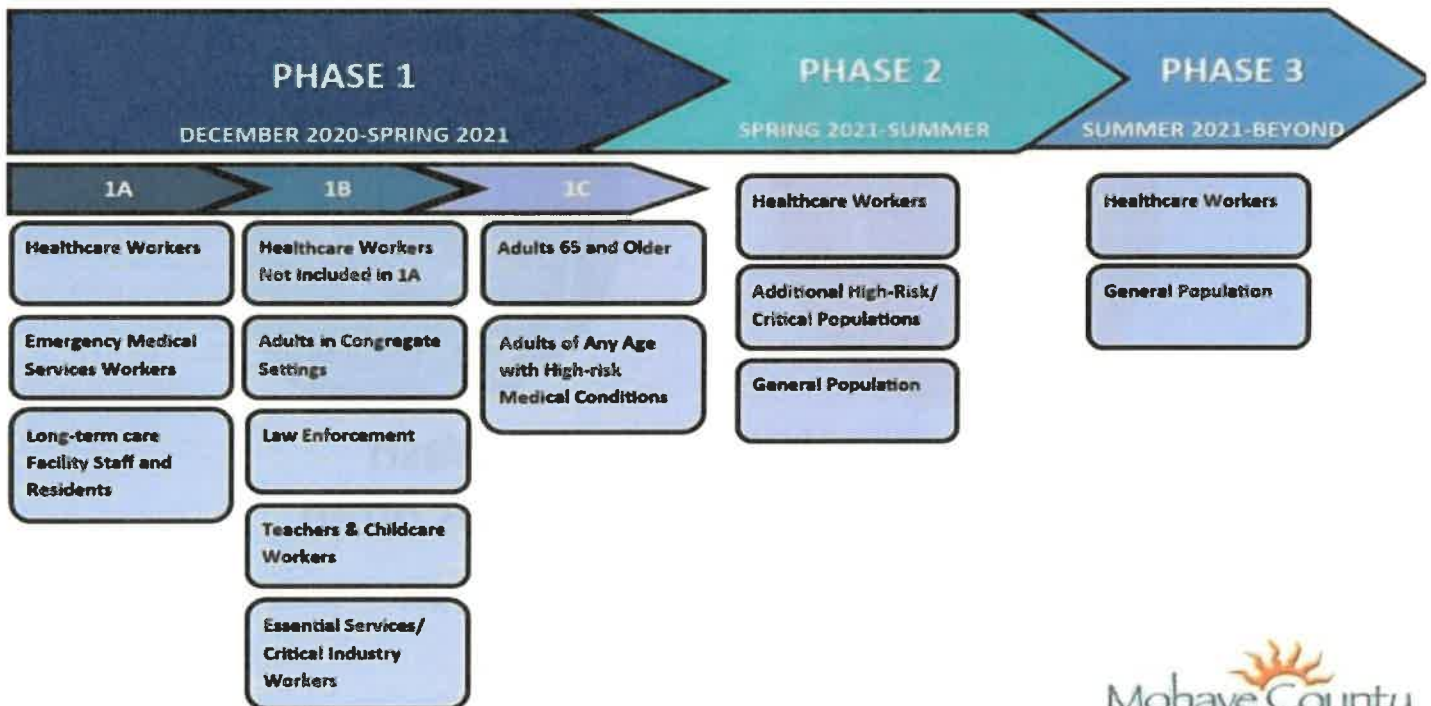 PHASE 1
DECEMBER 2020-SPRING 2021
PHASE 2
SPRING 2021-SUMMER
PHASE 3
SUMMER 2021-BEYOND
1A
1B
1C
Healthcare Workers
Emergency Medical
Services Workers
Long-term care
Facility Staff and
Residents
Healthcare Workers
Not Included in 1A
Adults in Congregate
Settings
Law Enforcement
Teachers & Childcare
Workers
Essential Services/
Critical Industry
Workers
Adults 65 and Older
Adults of Any Age
with High-risk
Medical Conditions
Healthcare Workers
Additional High-Risk/
Critical Populations
General Population
Healthcare Workers
General Population
Mohave County